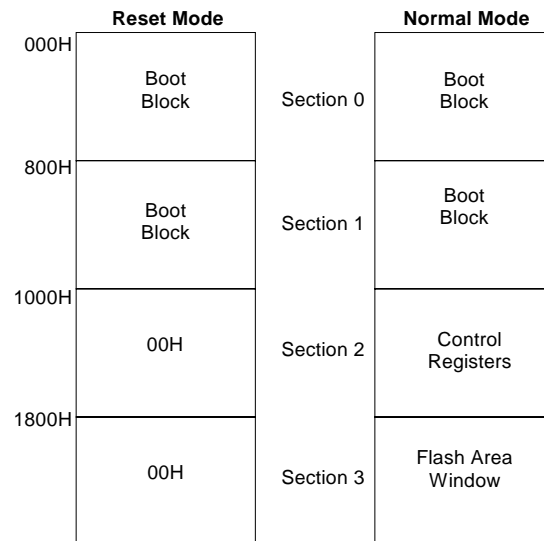 Reset Mode
Normal Mode
000H
Boot
Block
Section 0
Boot
Block
800H
Boot
Block
Section 1
Boot
Block
1000H
00H
Section 2
Control
Registers
1800H
00H
Section 3
Flash Area
Window